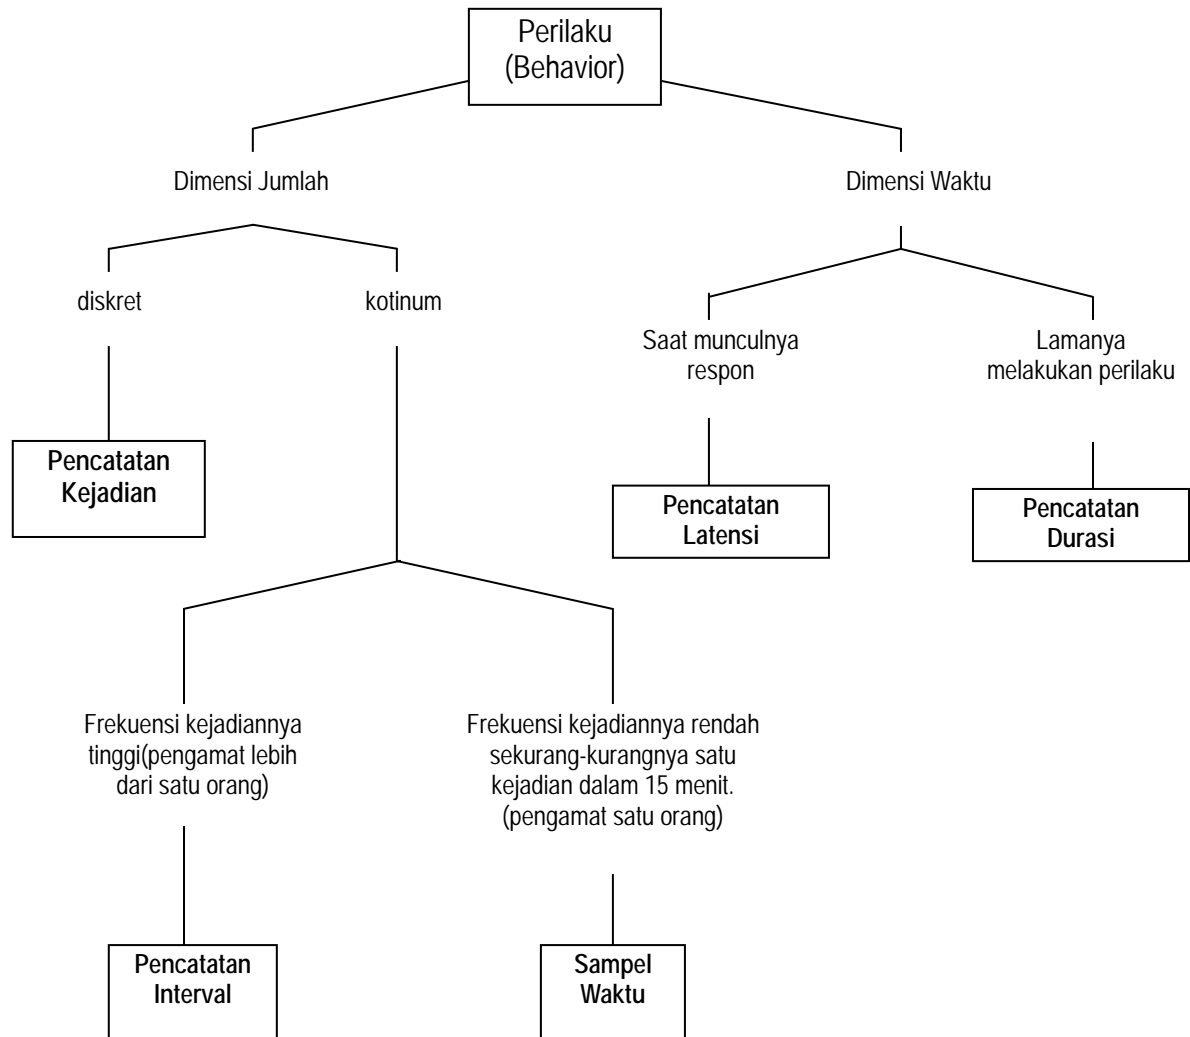 Perilaku
(Behavior)
Dimensi Jumlah
Dimensi Waktu
diskret
kotinum
Saat munculnya
respon
Lamanya
melakukan perilaku
Pencatatan
Kejadian
Pencatatan
Latensi
Pencatatan
Durasi
Frekuensi kejadiannya
tinggi(pengamat lebih
dari satu orang)
Frekuensi kejadiannya rendah
sekurang-kurangnya satu
kejadian dalam 15 menit.
(pengamat satu orang)
Pencatatan
Interval
Sampel
Waktu